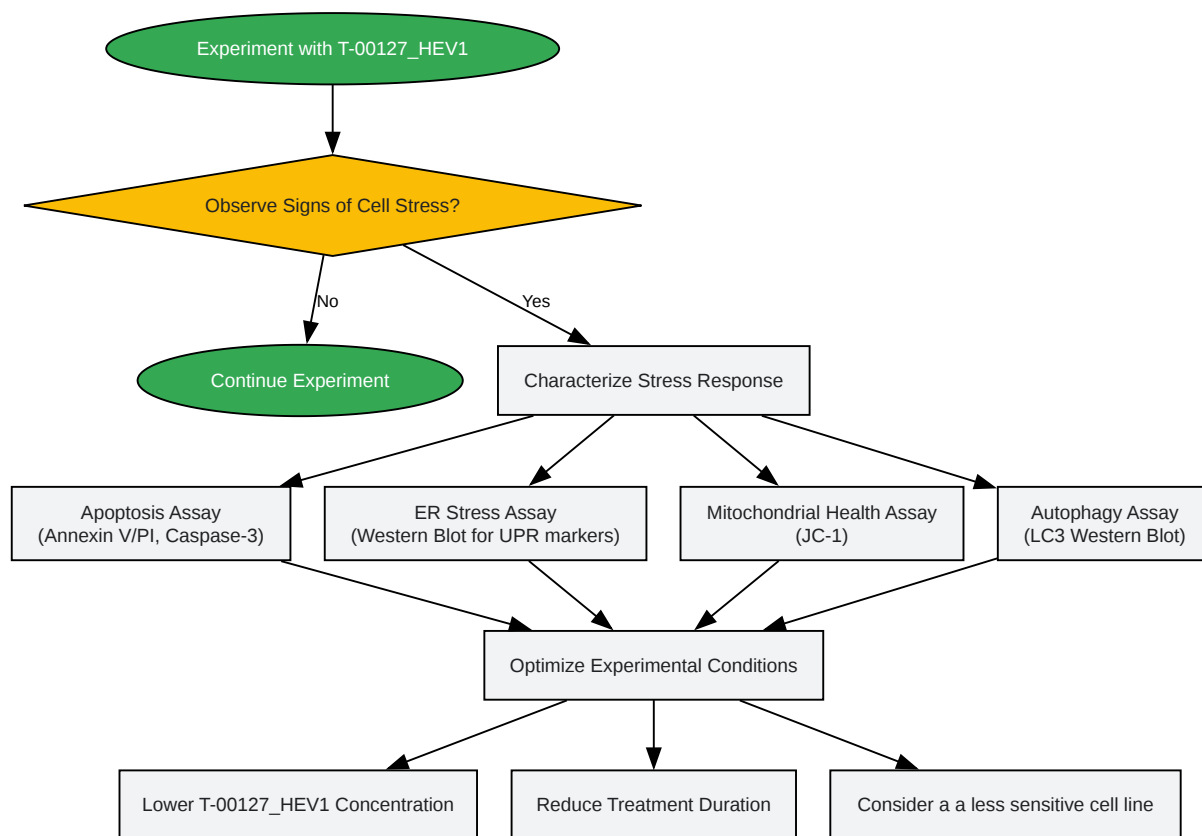 Experiment with T-00127_HEV1
Observe Signs of Cell Stress?
No
Yes
Continue Experiment
Characterize Stress Response
Apoptosis Assay
(Annexin V/PI, Caspase-3)
ER Stress Assay
(Western Blot for UPR markers)
Mitochondrial Health Assay
(JC-1)
Autophagy Assay
(LC3 Western Blot)
Optimize Experimental Conditions
Lower T-00127_HEV1 Concentration
Reduce Treatment Duration
Consider a a less sensitive cell line